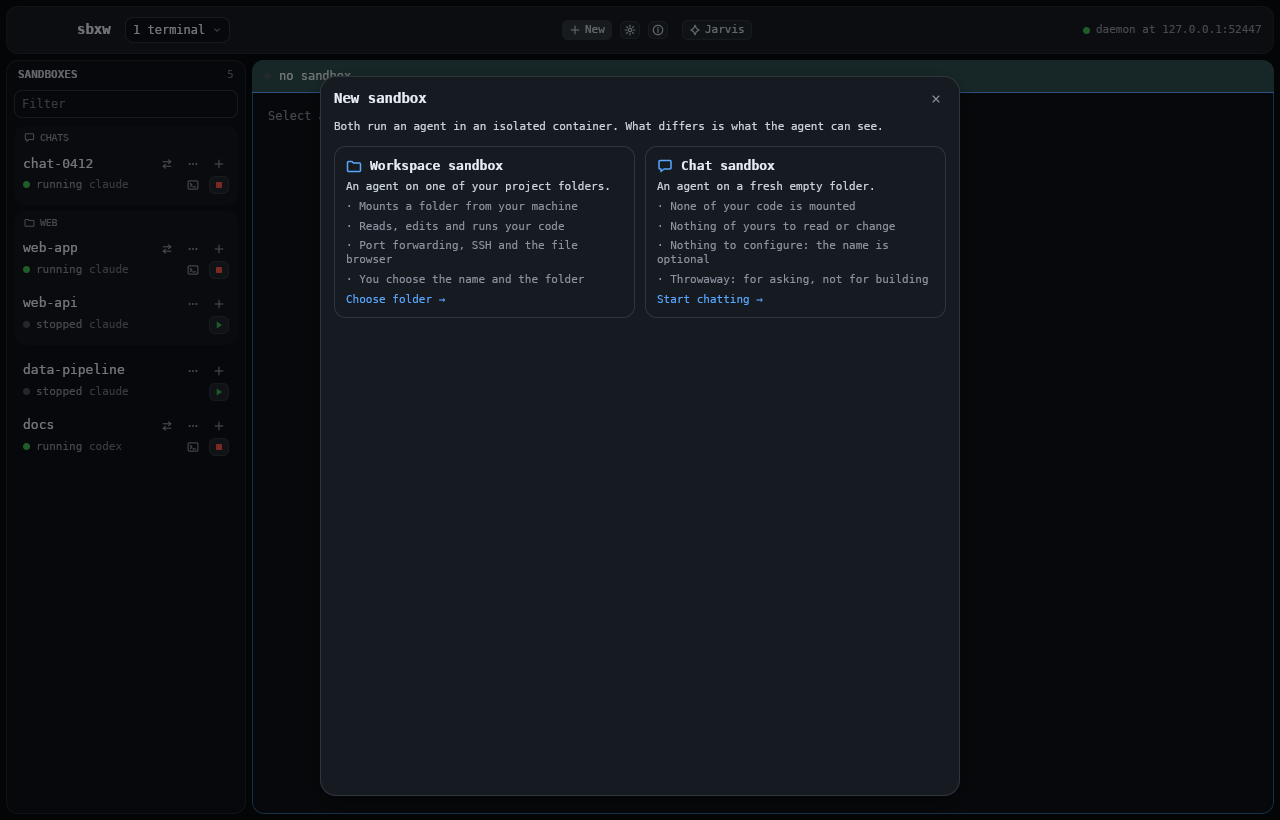 sbxw
1 terminal
New
Jarvis
daemon at 127.0.0.1:52447
SANDBOXES
5
Filter
CHATS
chat-0412
running claude
WEB
web-app
running claude
web-api
stopped claude
data-pipeline
stopped claude
docs
running codex
no sandbox
Select
New sandbox
Both run an agent in an isolated container. What differs is what the agent can see.
Workspace sandbox
An agent on one of your project folders.
· Mounts a folder from your machine
· Reads, edits and runs your code
· Port forwarding, SSH and the file
browser
· You choose the name and the folder
Choose folder →
Chat sandbox
An agent on a fresh empty folder.
· None of your code is mounted
· Nothing of yours to read or change
· Nothing to configure: the name is
optional
· Throwaway: for asking, not for building
Start chatting →